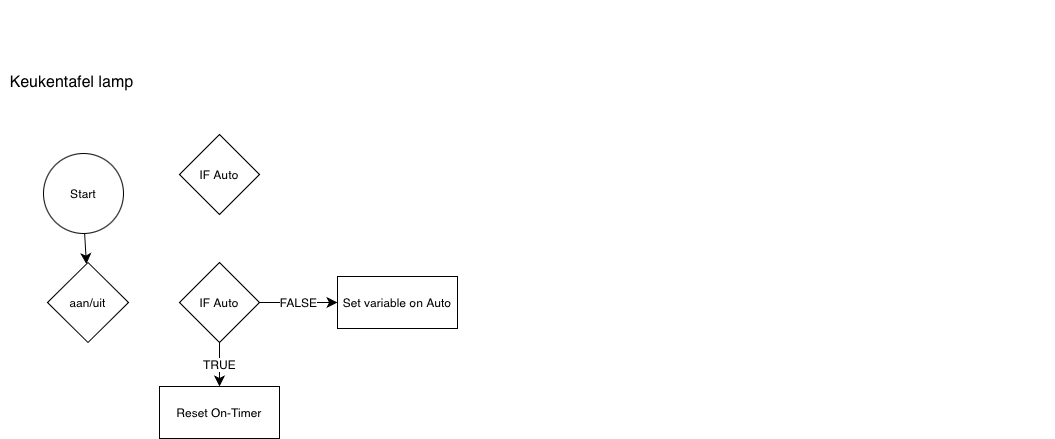 Keukentafel lamp
IF Auto
Start
aan/uit
IF Auto
FALSE
Set variable on Auto
TRUE
Reset On-Timer